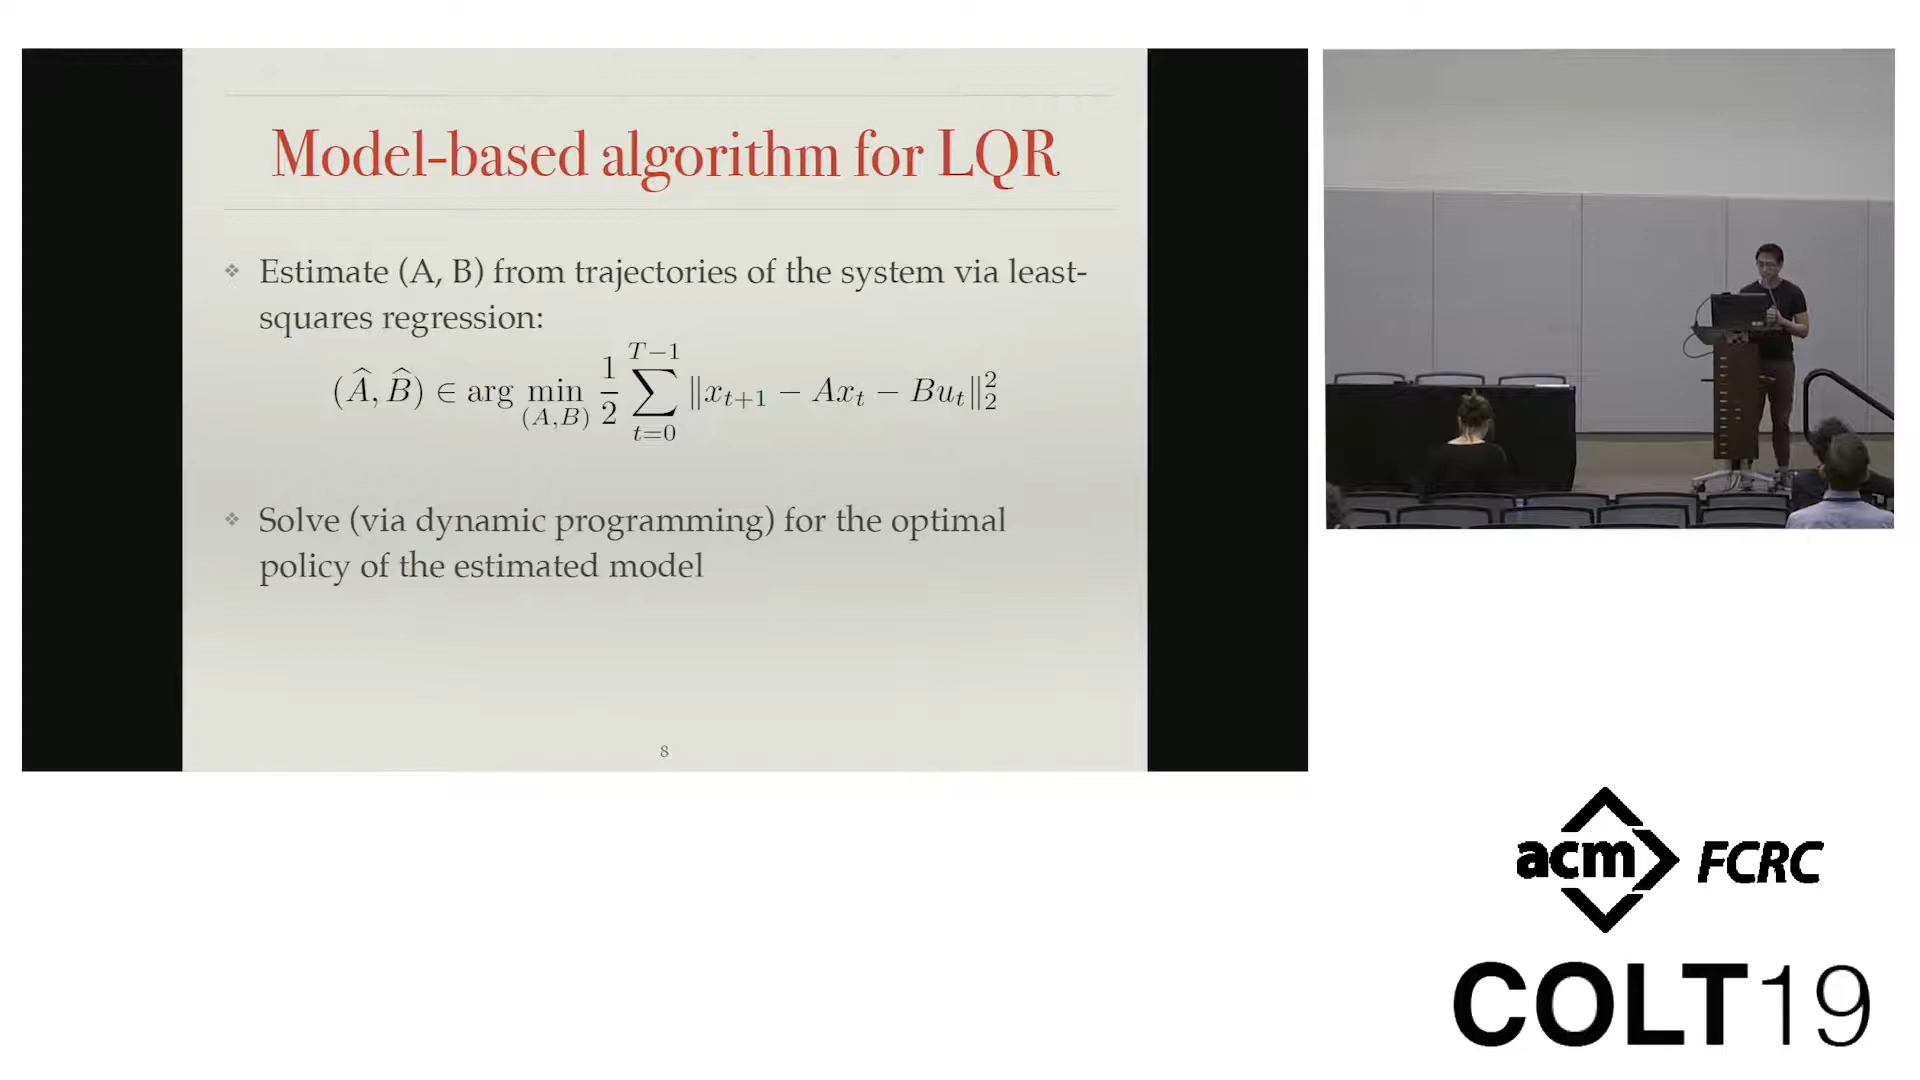 Model-based algorithm for LQR
❖ Estimate (A, B) from trajectories of the system via least-
squares regression:
(Â, B̂) ∈ arg min_{(A,B)} 1/2 ∑_{t=0}^{T−1} ‖x_{t+1} − Ax_t − Bu_t‖_2^2
❖ Solve (via dynamic programming) for the optimal
policy of the estimated model
8
acm FCRC
COLT19